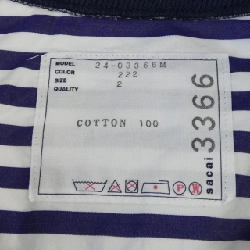 MODEL 24-03366M
COLOR 222
SIZE 2
QUALITY
COTTON 100
sacai 3366